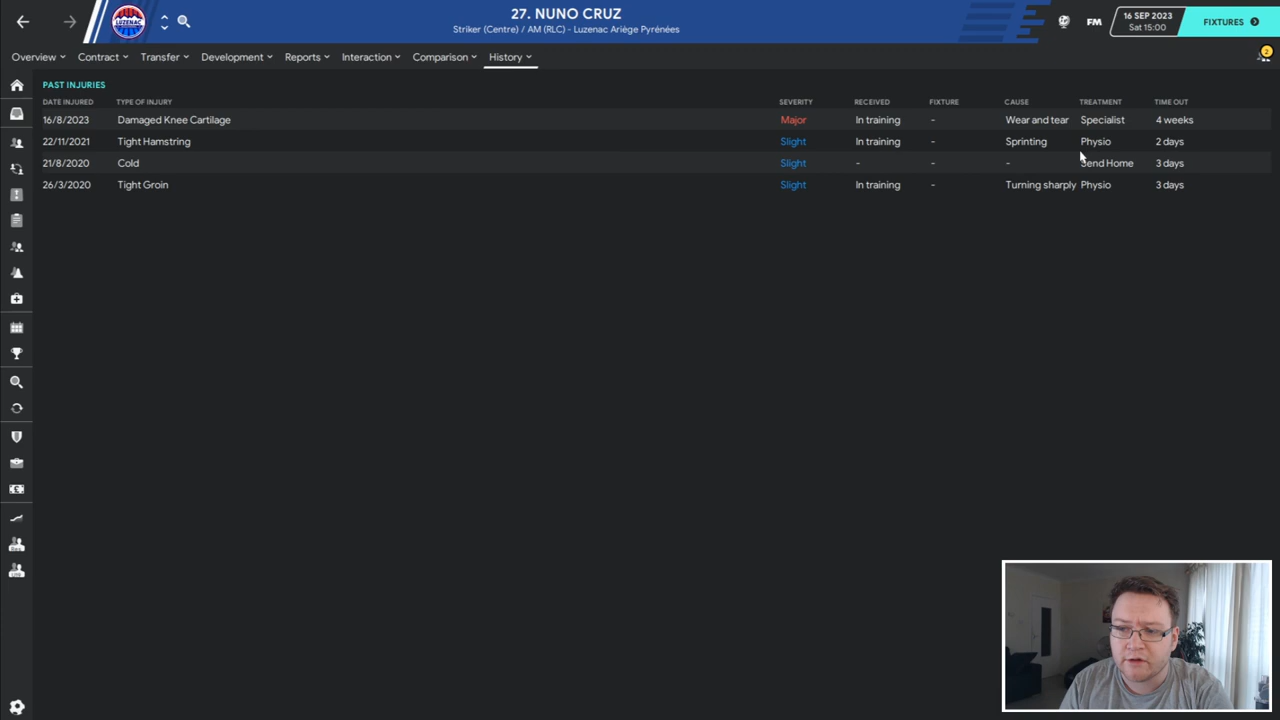 27. NUNO CRUZ
Striker (Centre) / AM (RLC) - Luzenac Ariège Pyrénées
LUZENAC
FM
16 SEP 2023
Sat 15:00
FIXTURES
Overview Contract Transfer Development Reports Interaction Comparison History
2
PAST INJURIES
DATE INJURED TYPE OF INJURY SEVERITY RECEIVED FIXTURE CAUSE TREATMENT TIME OUT
16/8/2023 Damaged Knee Cartilage Major In training - Wear and tear Specialist 4 weeks
22/11/2021 Tight Hamstring Slight In training - Sprinting Physio 2 days
21/8/2020 Cold Slight - - - Send Home 3 days
26/3/2020 Tight Groin Slight In training - Turning sharply Physio 3 days